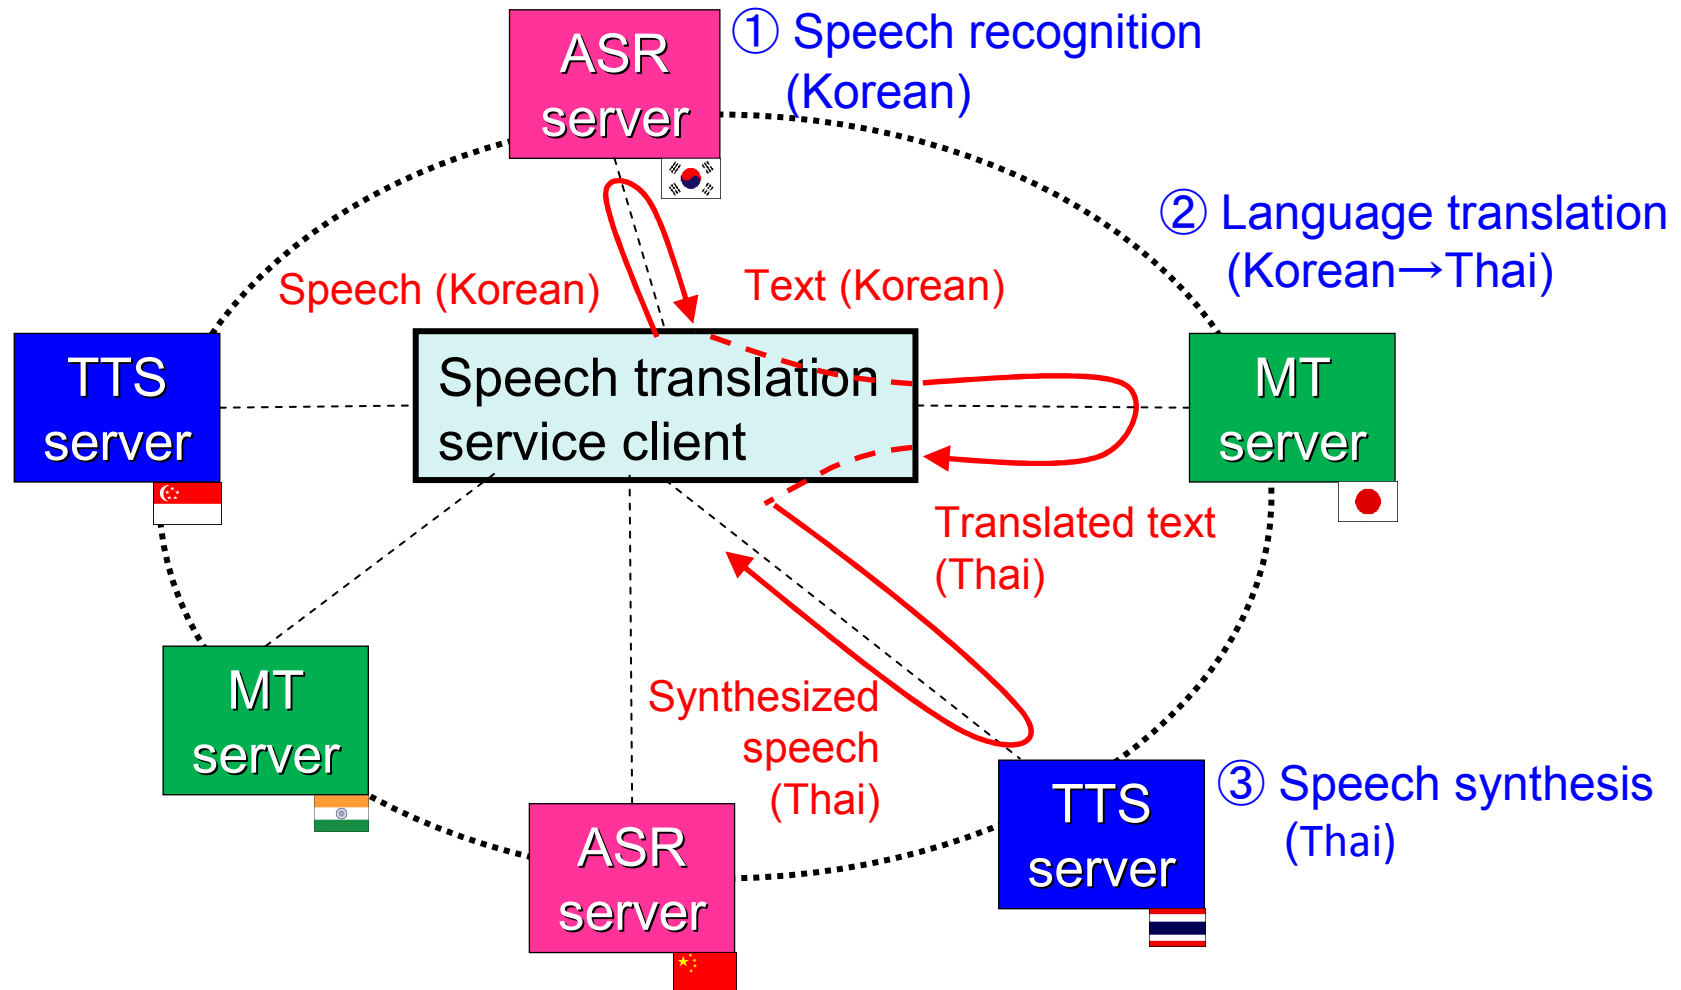 ASR
server
① Speech recognition
(Korean)
② Language translation
(Korean→Thai)
Speech (Korean)
Text (Korean)
TTS
server
Speech translation
service client
MT
server
Translated text
(Thai)
MT
server
Synthesized
speech
(Thai)
ASR
server
TTS
server
③ Speech synthesis
(Thai)